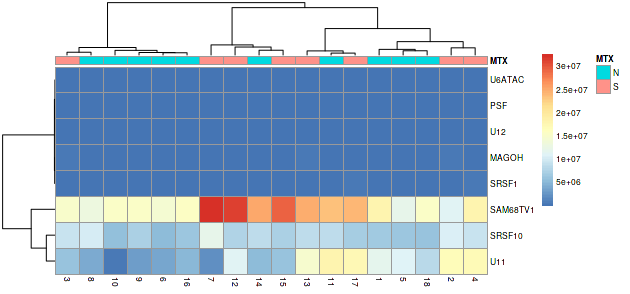 MTX
MTX
N
S
3e+07
2.5e+07
2e+07
1.5e+07
1e+07
5e+06
U6ATAC
PSF
U12
MAGOH
SRSF1
SAM68TV1
SRSF10
U11
3 8 10 9 6 16 7 12 14 15 13 11 17 1 5 18 2 4